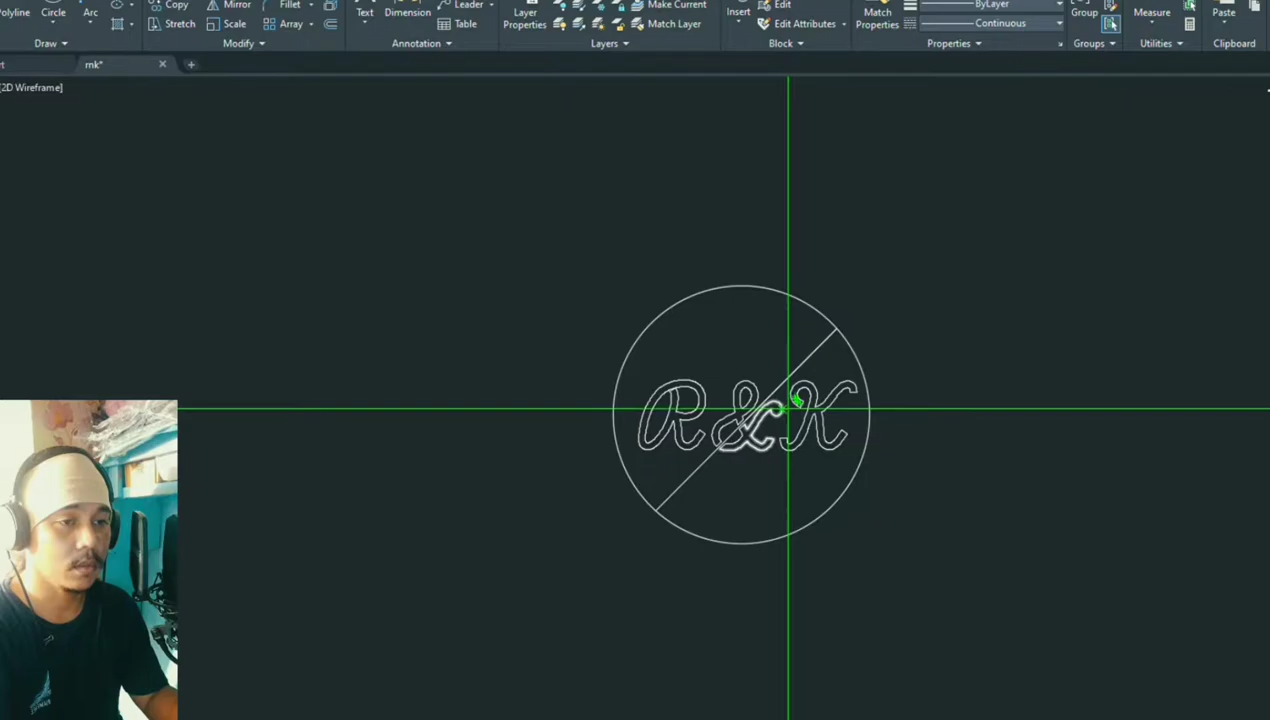 Polyline Circle Arc
Copy Mirror Fillet
Stretch Scale Array
Text Dimension
Leader
Table
Layer Properties
Make Current
Match Layer
Insert
Edit
Edit Attributes
Match Properties
ByLayer
Continuous
Group
Measure
Paste
Draw Modify Annotation Layers Block Properties Groups Utilities Clipboard
rnk*
[2D Wireframe]
R&K